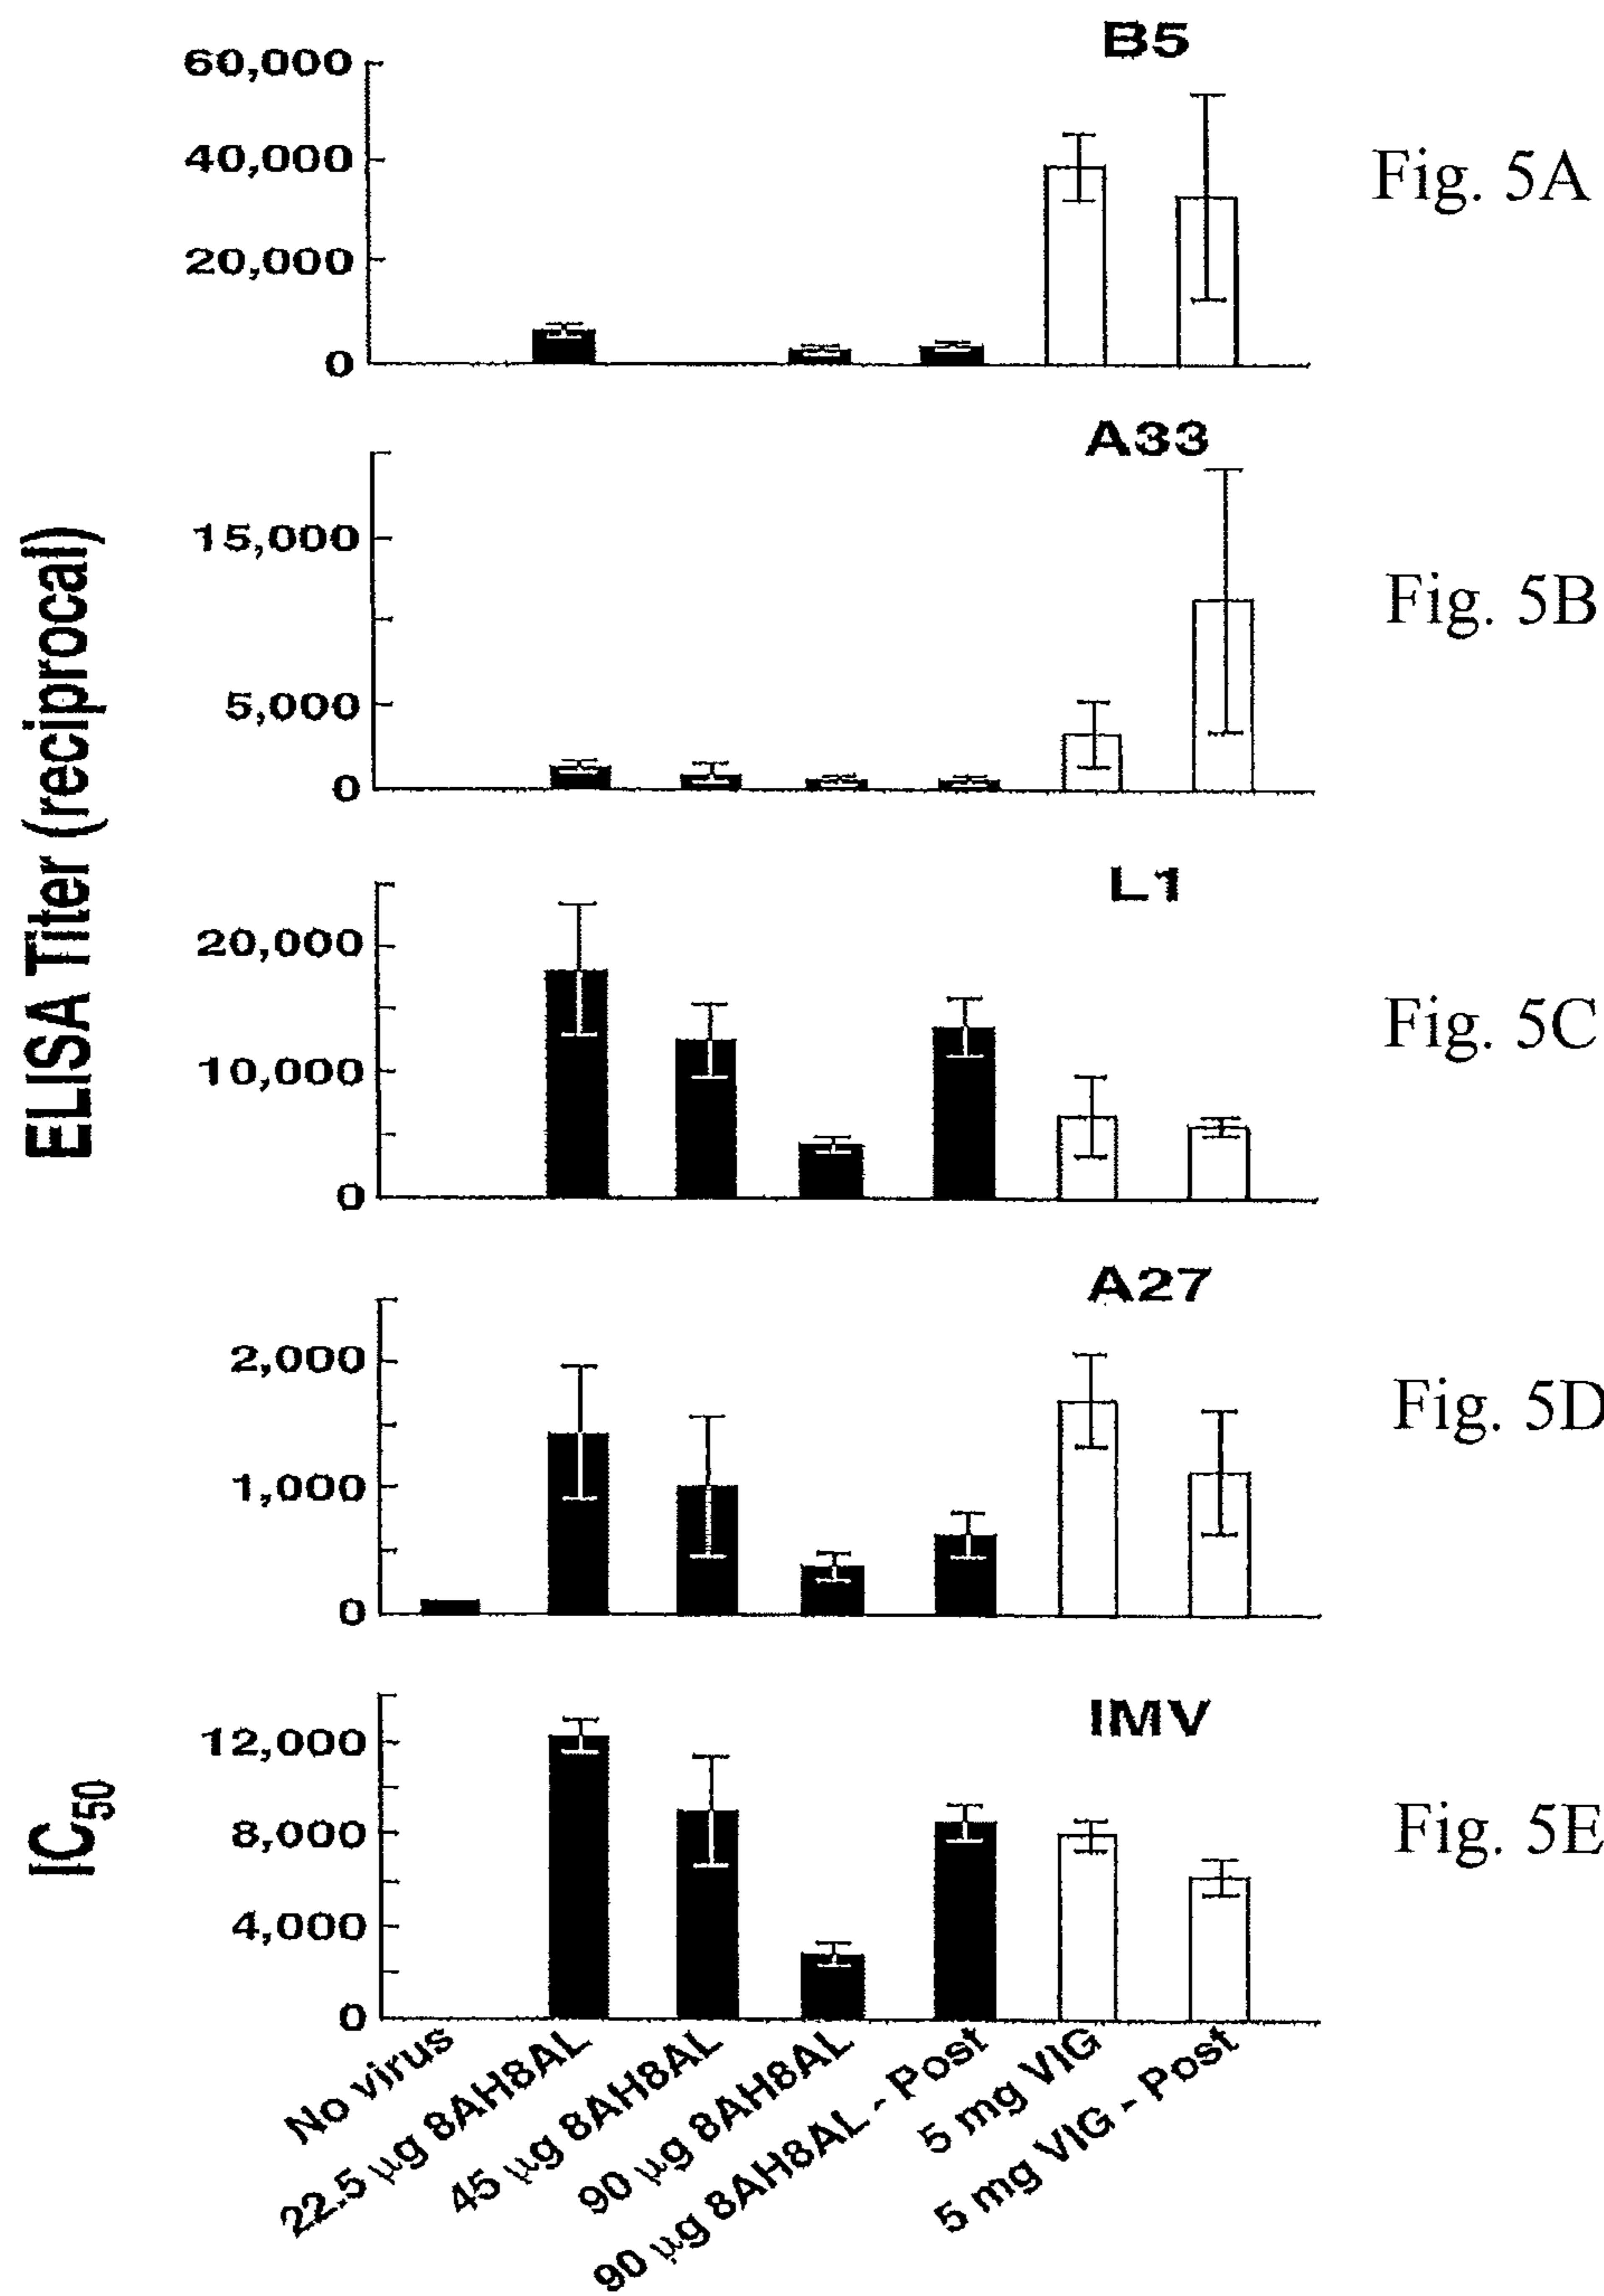 B5
60,000
40,000
20,000
0
Fig. 5A
A33
15,000
5,000
0
Fig. 5B
ELISA Titer (reciprocal)
L1
20,000
10,000
0
Fig. 5C
A27
2,000
1,000
0
Fig. 5D
IMV
12,000
8,000
4,000
0
IC50
Fig. 5E
No virus
22.5 µg 8AH8AL
45 µg 8AH8AL
90 µg 8AH8AL
90 µg 8AH8AL - Post
5 mg VIG
5 mg VIG - Post